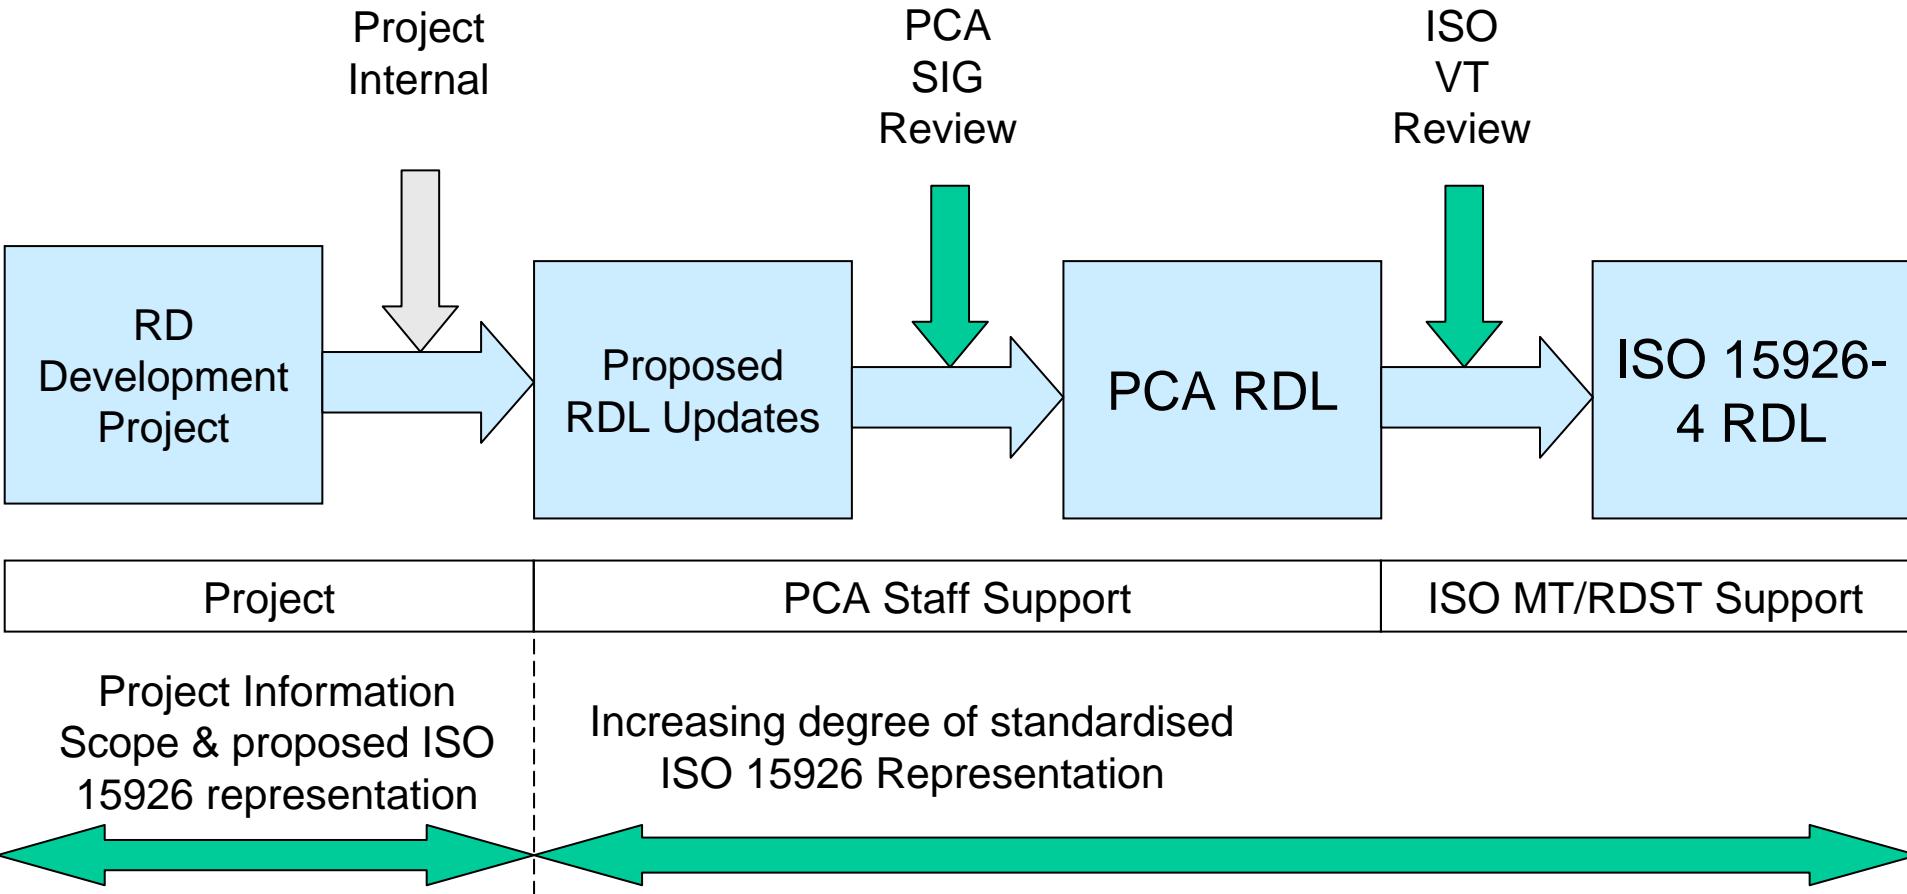 Project
Internal
PCA
SIG
Review
ISO
VT
Review
RD
Development
Project
Proposed
RDL Updates
PCA RDL
ISO 15926-
4 RDL
Project
PCA Staff Support
ISO MT/RDST Support
Project Information
Scope & proposed ISO
15926 representation
Increasing degree of standardised
ISO 15926 Representation